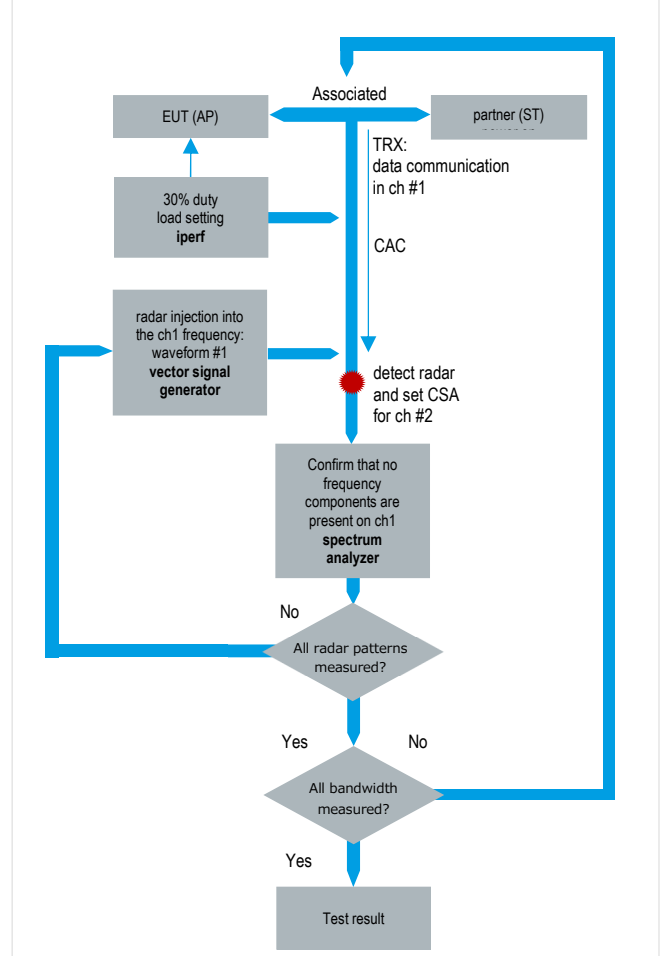 Associated
EUT (AP)
partner (ST)
TRX:
data communication
in ch #1
30% duty
load setting
iperf
CAC
radar injection into
the ch1 frequency:
waveform #1
vector signal
generator
detect radar
and set CSA
for ch #2
Confirm that no
frequency
components are
present on ch1
spectrum
analyzer
No
All radar patterns
measured?
Yes
No
All bandwidth
measured?
Yes
Test result